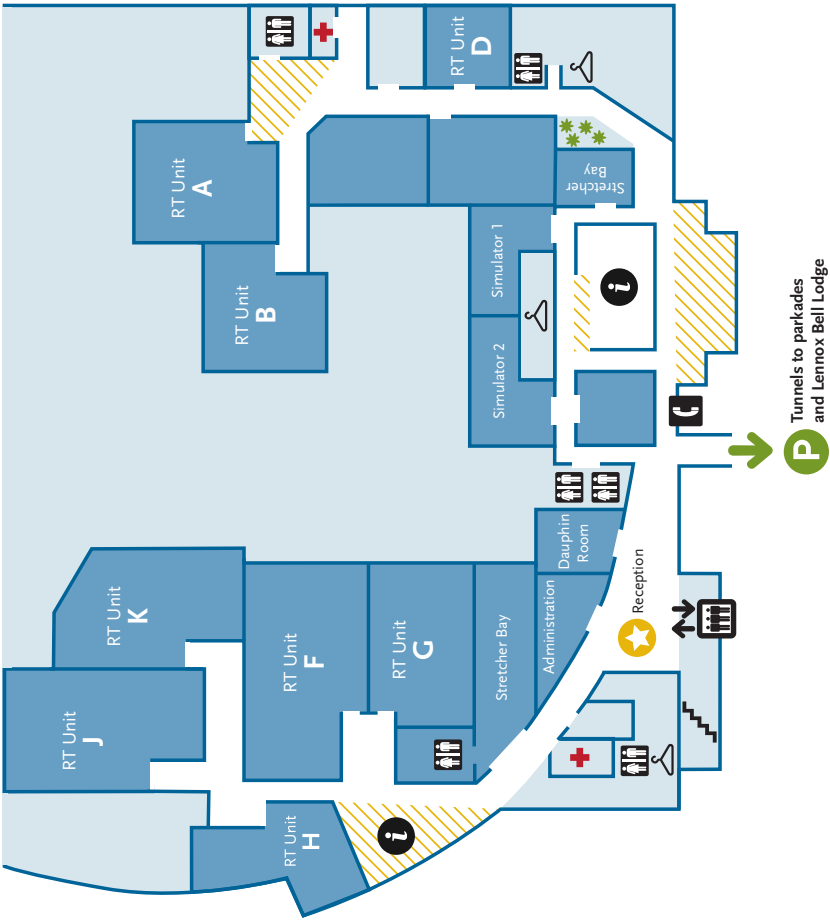 RT Unit
D
RT Unit
A
Stretcher
Bay
RT Unit
B
Simulator 1
i
Simulator 2
Tunnels to parkades
and Lennox Bell Lodge
P
Dauphin
Room
RT Unit
K
RT Unit
F
RT Unit
G
Stretcher Bay
Administration
Reception
RT Unit
J
RT Unit
H
i